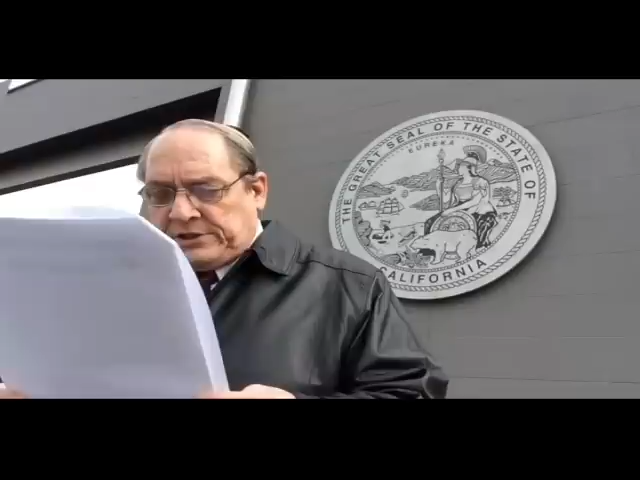 THE GREAT SEAL OF THE STATE OF CALIFORNIA
EUREKA